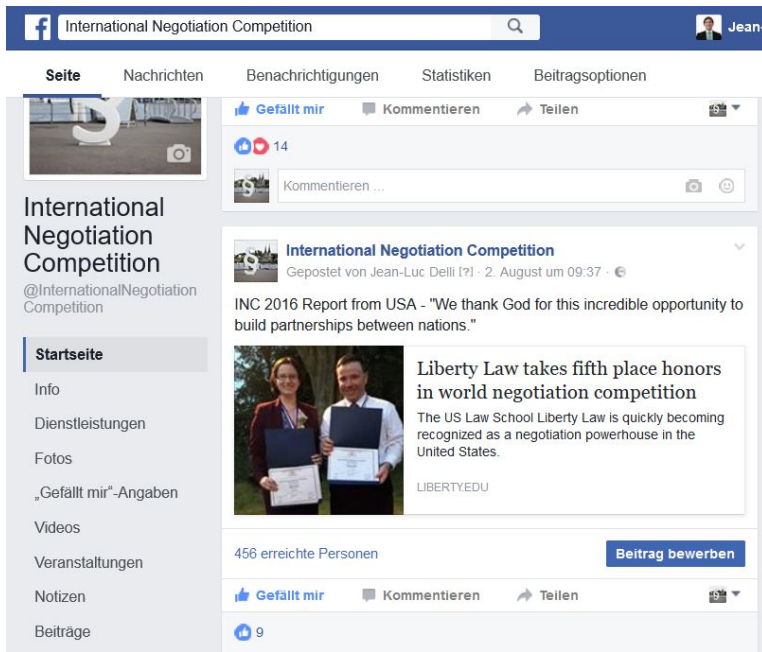 f International Negotiation Competition Jean-
Seite Nachrichten Benachrichtigungen Statistiken Beitragsoptionen
Gefällt mir Kommentieren Teilen
14
Kommentieren ...
International
Negotiation
Competition
@InternationalNegotiation
Competition
Startseite
Info
Dienstleistungen
Fotos
„Gefällt mir“-Angaben
Videos
Veranstaltungen
Notizen
Beiträge
International Negotiation Competition
Gepostet von Jean-Luc Delli [?] · 2. August um 09:37 ·
INC 2016 Report from USA - "We thank God for this incredible opportunity to
build partnerships between nations."
Liberty Law takes fifth place honors
in world negotiation competition
The US Law School Liberty Law is quickly becoming
recognized as a negotiation powerhouse in the
United States.
LIBERTY.EDU
456 erreichte Personen Beitrag bewerben
Gefällt mir Kommentieren Teilen
9